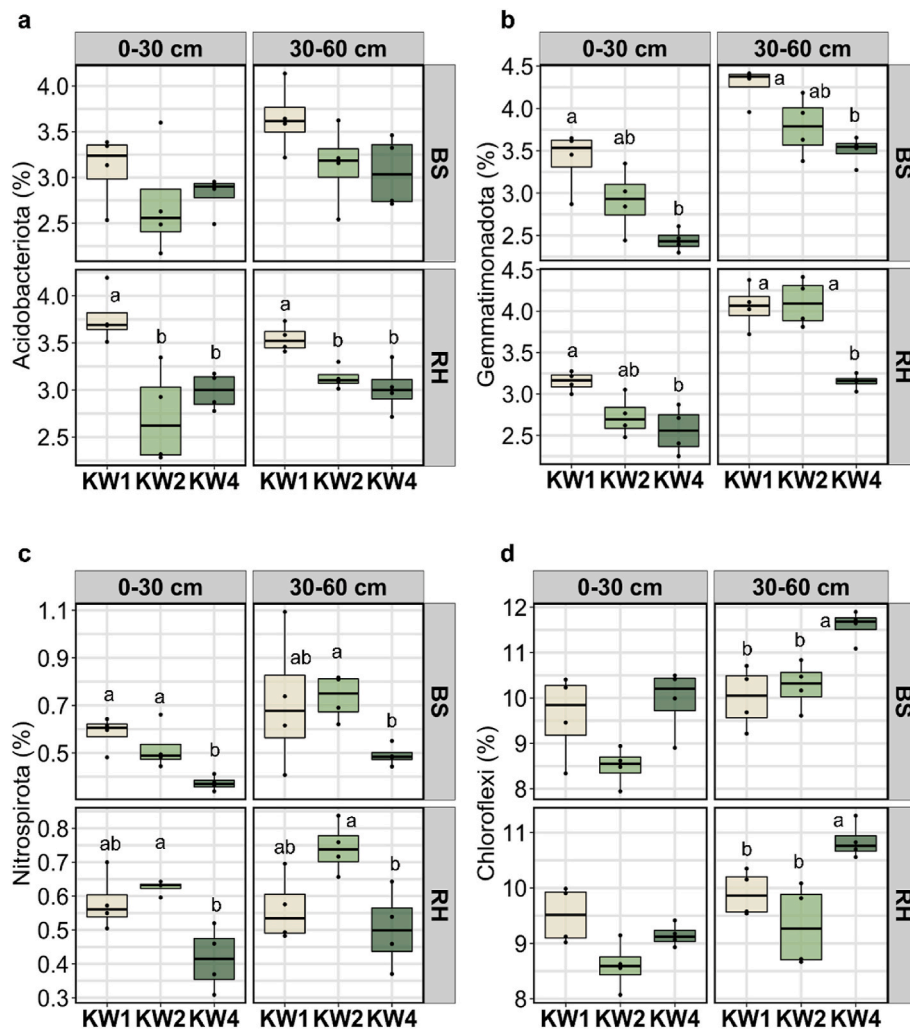 a
0-30 cm 30-60 cm
Acidobacteriota (%)
4.0
3.5
3.0
2.5
BS
4.0
3.5
3.0
2.5
a
b
b
a
b
b
RH
KW1 KW2 KW4 KW1 KW2 KW4
b
0-30 cm 30-60 cm
Gemmatimonadota (%)
4.5
4.0
3.5
3.0
2.5
a
ab
b
a
ab
b
BS
4.5
4.0
3.5
3.0
2.5
a
ab
b
a
a
b
RH
KW1 KW2 KW4 KW1 KW2 KW4
c
0-30 cm 30-60 cm
Nitrospirota (%)
1.1
0.9
0.7
0.5
a
a
b
ab
a
b
BS
0.8
0.7
0.6
0.5
0.4
0.3
ab
a
b
ab
a
b
RH
KW1 KW2 KW4 KW1 KW2 KW4
d
0-30 cm 30-60 cm
Chloroflexi (%)
12
11
10
9
8
b
b
a
BS
11
10
9
8
b
b
a
RH
KW1 KW2 KW4 KW1 KW2 KW4